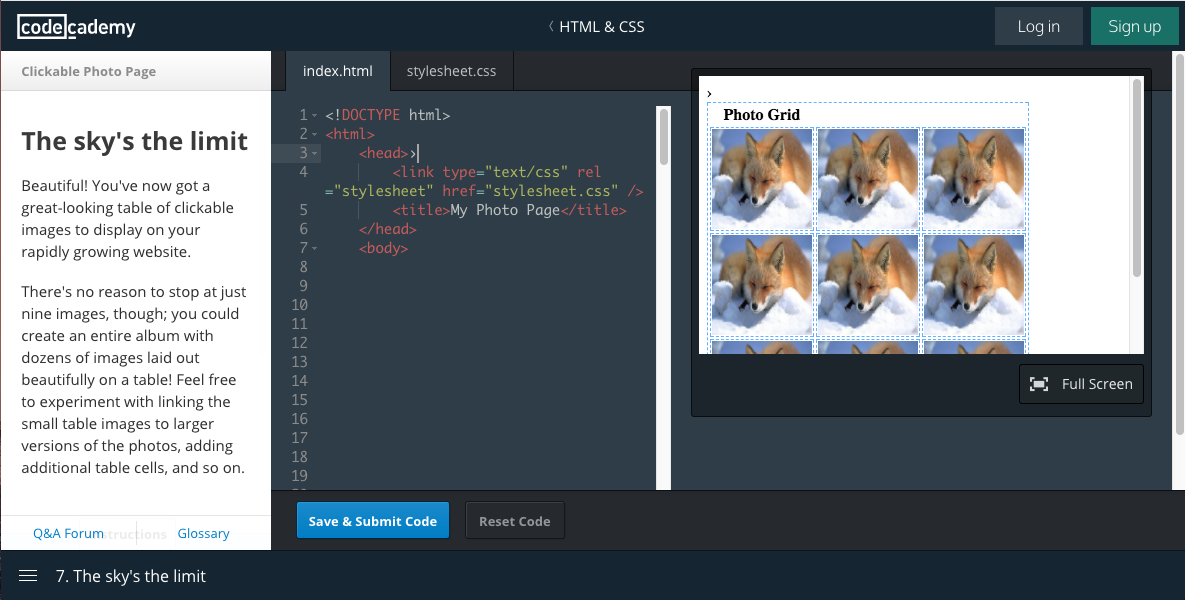 codecademy
‹ HTML & CSS
Log in
Sign up
Clickable Photo Page
The sky's the limit
Beautiful! You've now got a
great-looking table of clickable
images to display on your
rapidly growing website.
There's no reason to stop at just
nine images, though; you could
create an entire album with
dozens of images laid out
beautifully on a table! Feel free
to experiment with linking the
small table images to larger
versions of the photos, adding
additional table cells, and so on.
Q&A Forum
Glossary
index.html
stylesheet.css
1 <!DOCTYPE html>
2 <html>
3 <head>›
4 <link type="text/css" rel
="stylesheet" href="stylesheet.css" />
5 <title>My Photo Page</title>
6 </head>
7 <body>
8
9
10
11
12
13
14
15
16
17
18
19
›
Photo Grid
Full Screen
Save & Submit Code
Reset Code
7. The sky's the limit